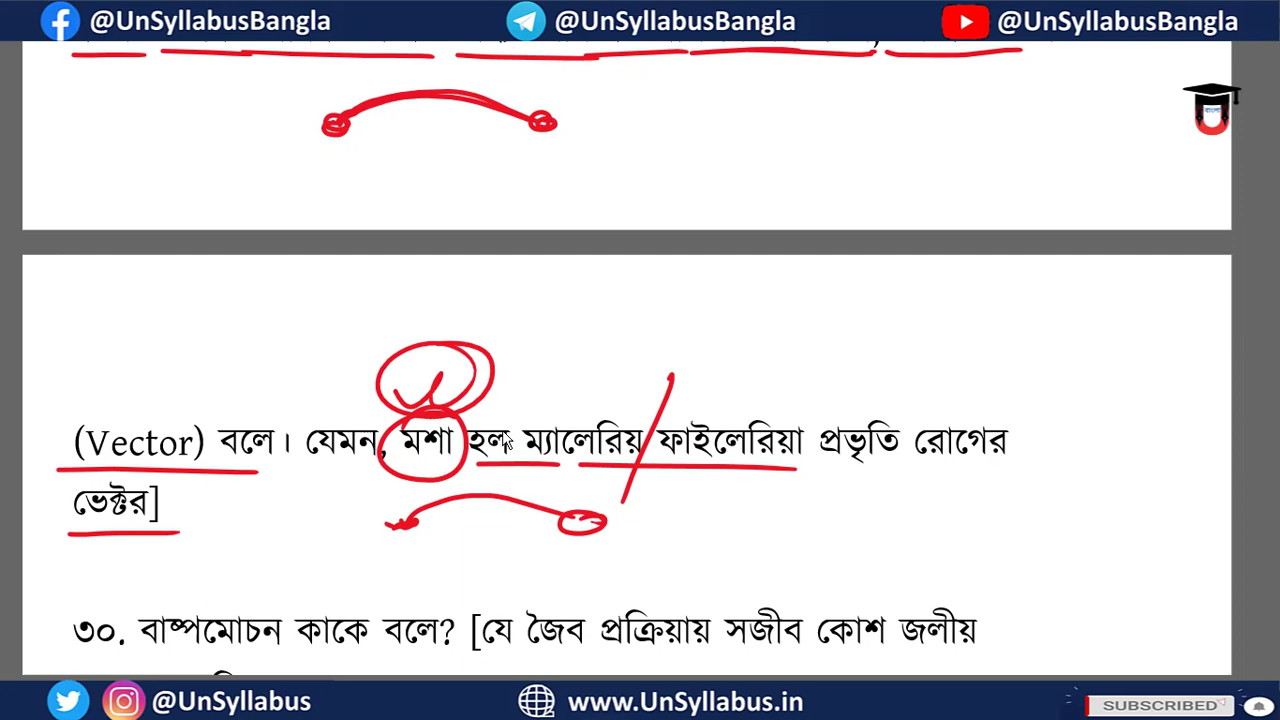 @UnSyllabusBangla @UnSyllabusBangla @UnSyllabusBangla
(Vector) বলে। যেমন, মশা হল ম্যালেরিয় ফাইলেরিয়া প্রভৃতি রোগের
ভেক্টর]
৩০. বাষ্পমোচন কাকে বলে? [যে জৈব প্রক্রিয়ায় সজীব কোশ জলীয়
@UnSyllabus www.UnSyllabus.in SUBSCRIBED